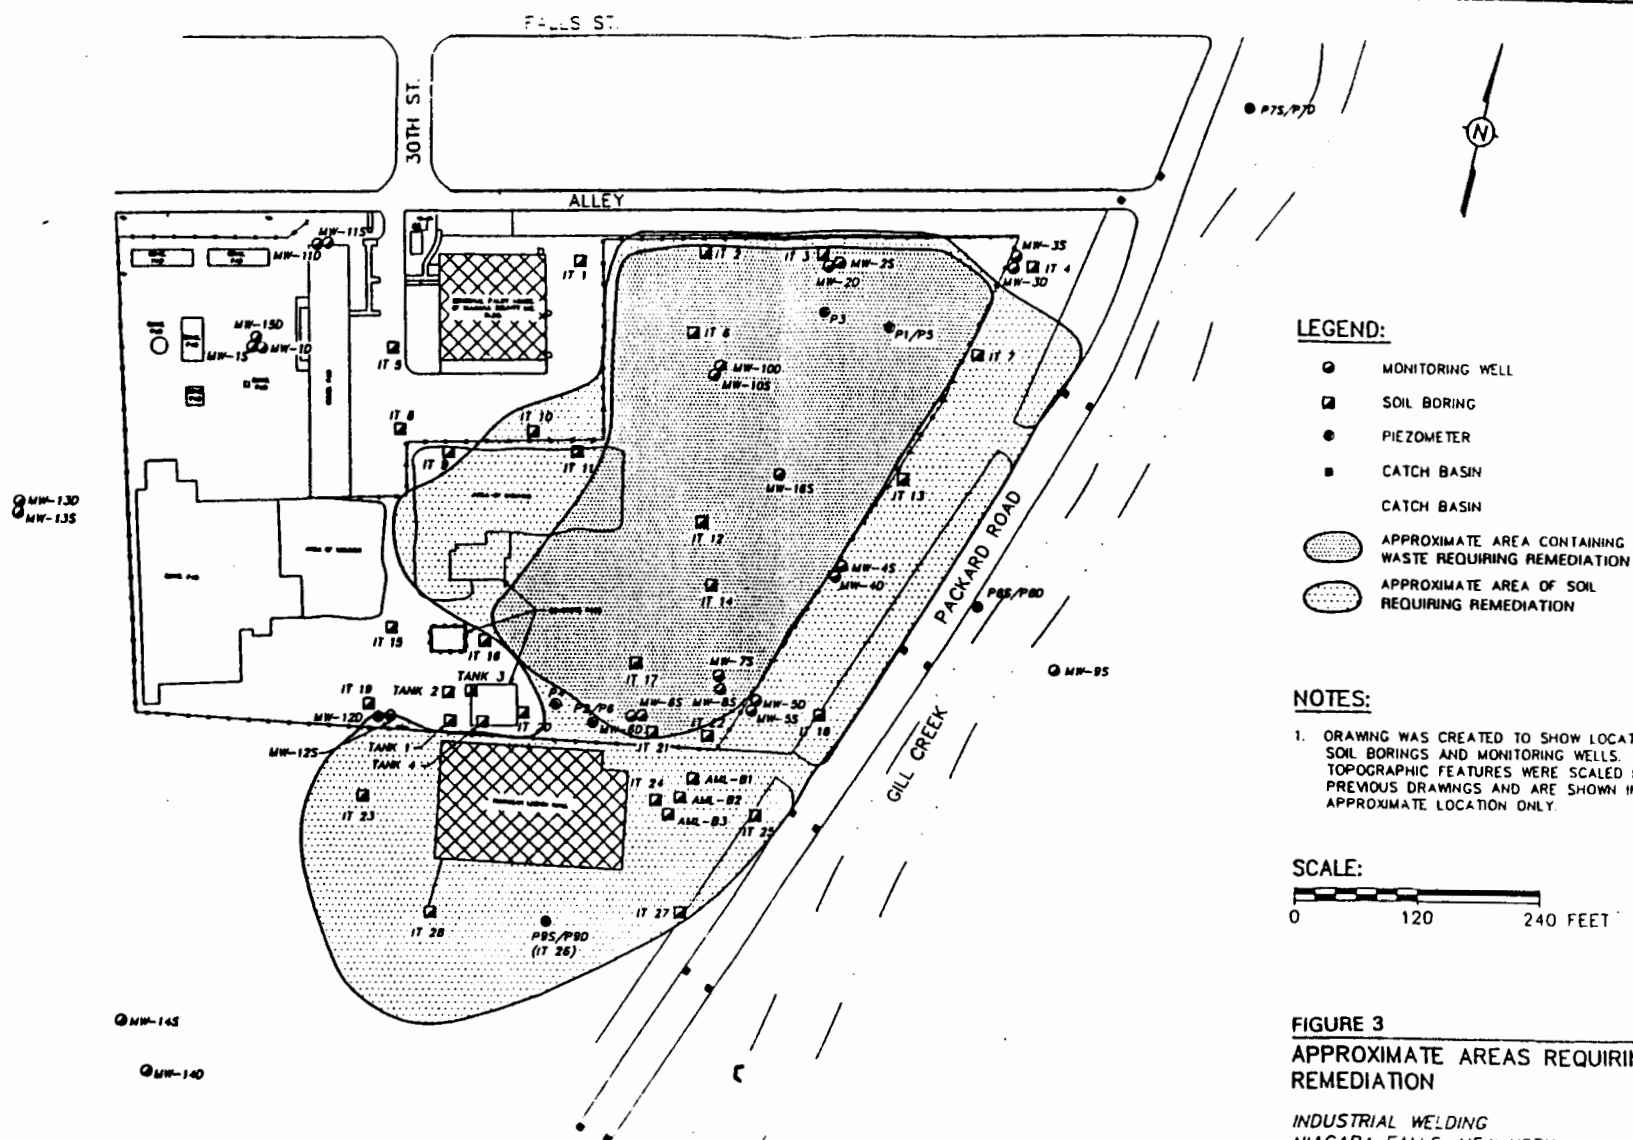 FALLS ST.
30TH ST.
P7S/P7D
N
ALLEY
MW-11S
MW-11D
IT 1
IT 2
IT 3
MW-2S
MW-2D
MW-3S
IT 4
MW-3D
P3
P1/P5
MW-15D
MW-1S
MW-1D
IT 5
IT 6
IT 7
MW-10D
MW-10S
IT 8
IT 10
IT 9
IT 11
MW-16S
IT 13
MW-13D
MW-13S
IT 12
MW-4S
MW-4D
IT 14
PACKARD ROAD
P8S/P8D
IT 15
IT 16
IT 17
MW-7S
MW-9S
TANK 3
TANK 2
IT 19
P4
P2/P6
MW-6S
MW-8S
MW-5D
MW-5S
MW-12D
IT 20
MW-6D
IT 22
IT 18
MW-12S
TANK 1
IT 21
TANK 4
GILL CREEK
IT 24
AML-B1
AML-B2
AML-B3
IT 25
IT 23
IT 27
IT 28
P9S/P9D
(IT 26)
MW-14S
MW-14D
LEGEND:
MONITORING WELL
SOIL BORING
PIEZOMETER
CATCH BASIN
CATCH BASIN
APPROXIMATE AREA CONTAINING
WASTE REQUIRING REMEDIATION
APPROXIMATE AREA OF SOIL
REQUIRING REMEDIATION
NOTES:
1. DRAWING WAS CREATED TO SHOW LOCAT
SOIL BORINGS AND MONITORING WELLS.
TOPOGRAPHIC FEATURES WERE SCALED
PREVIOUS DRAWINGS AND ARE SHOWN I
APPROXIMATE LOCATION ONLY.
SCALE:
0 120 240 FEET
FIGURE 3
APPROXIMATE AREAS REQUIRIN
REMEDIATION
INDUSTRIAL WELDING